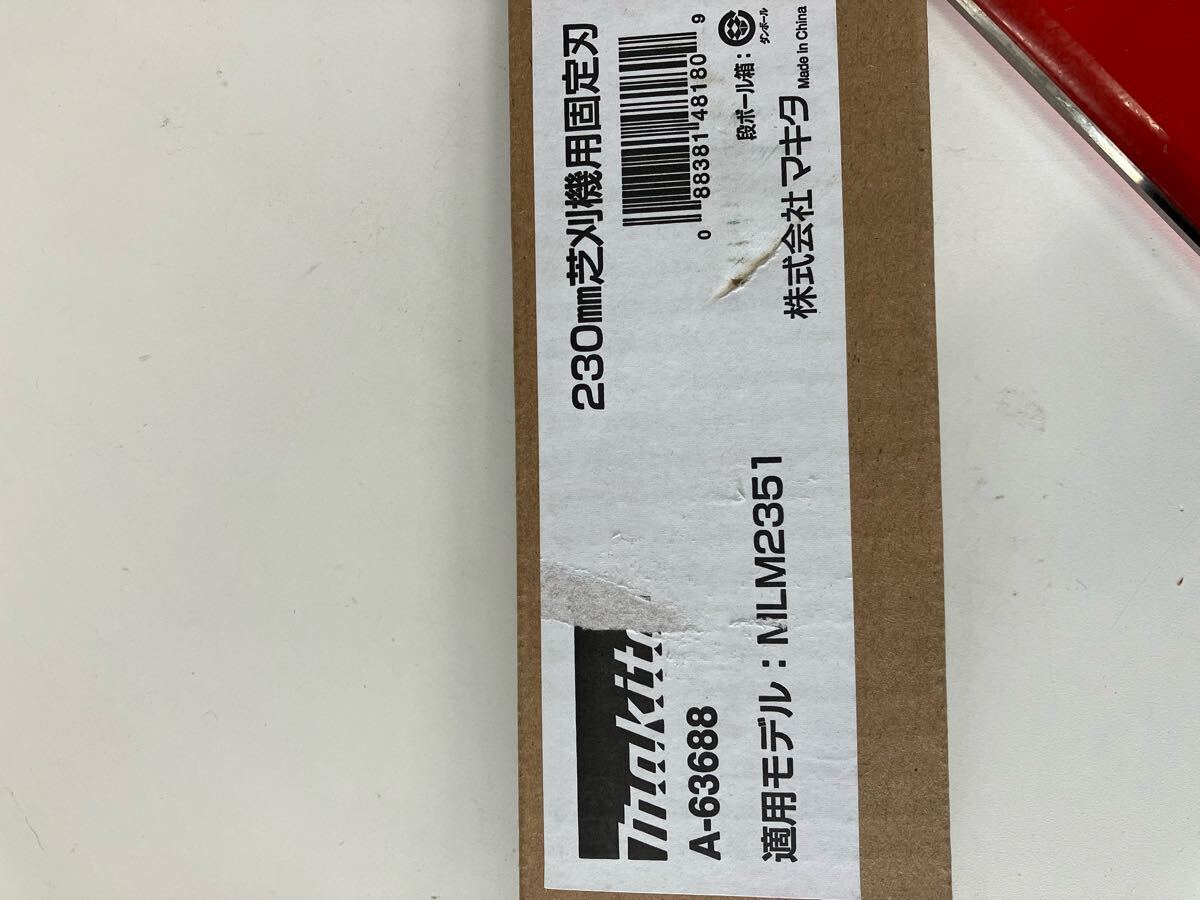 makita
230mm芝刈機用固定刃
A-63688
0 88381 48180 9
適用モデル：MLM2351
段ボール箱：
ダンボール
株式会社マキタ
Made in China